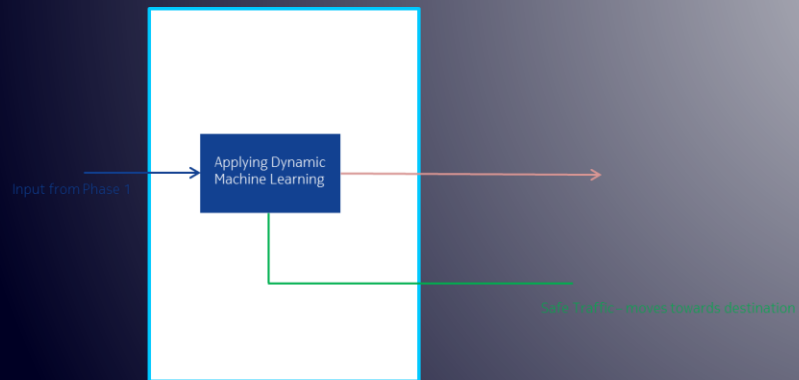 Applying Dynamic
Machine Learning
Input from Phase 1
Safe Traffic - moves towards destination